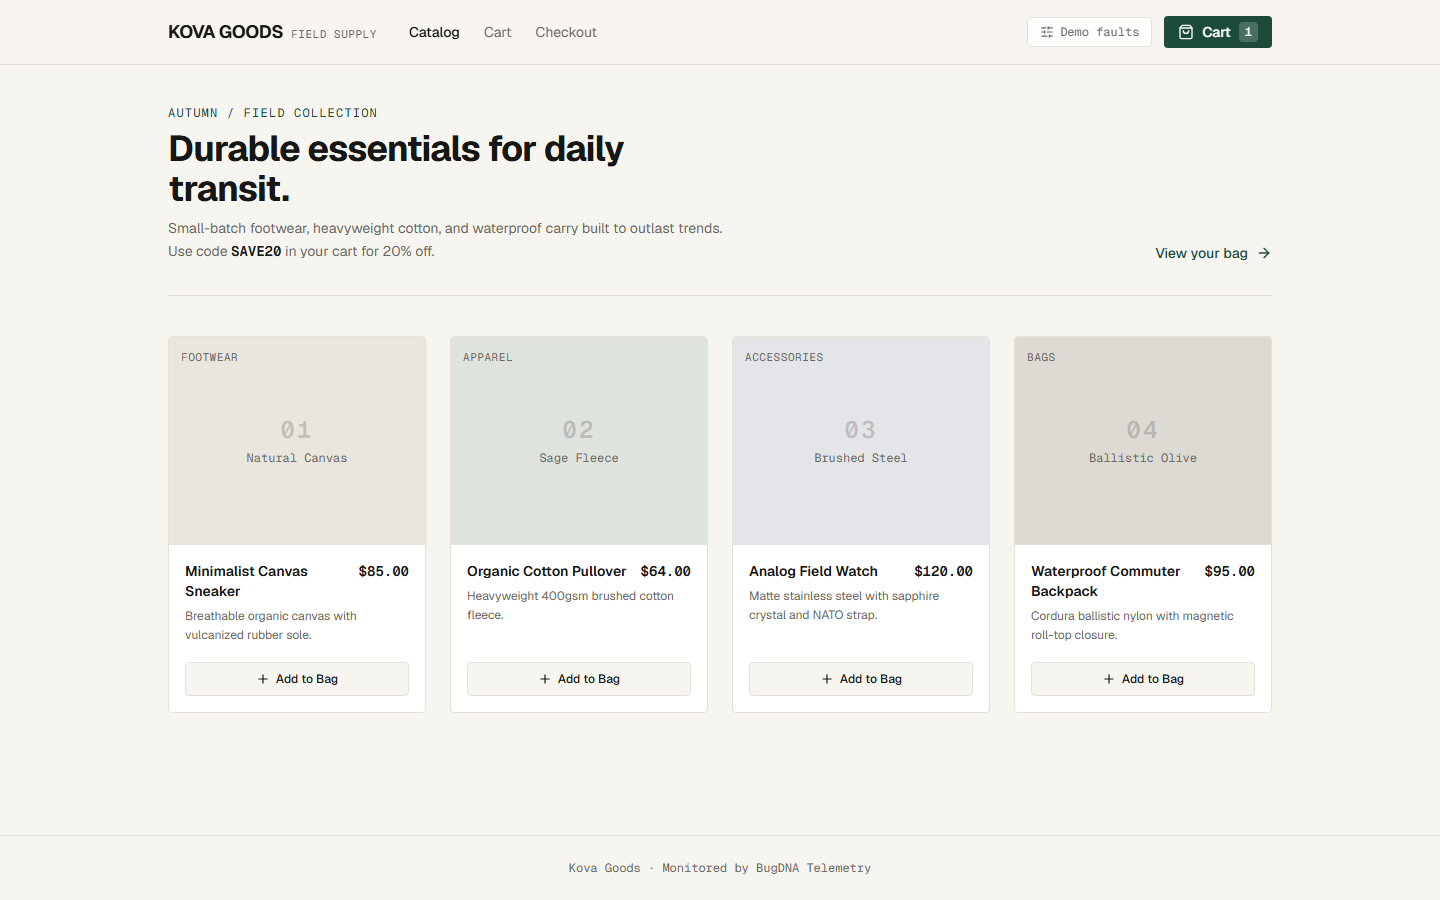 KOVA GOODS FIELD SUPPLY Catalog Cart Checkout Demo faults Cart 1
AUTUMN / FIELD COLLECTION
Durable essentials for daily
transit.
Small-batch footwear, heavyweight cotton, and waterproof carry built to outlast trends.
Use code SAVE20 in your cart for 20% off.
View your bag →
FOOTWEAR
01
Natural Canvas
Minimalist Canvas
Sneaker
$85.00
Breathable organic canvas with
vulcanized rubber sole.
+ Add to Bag
APPAREL
02
Sage Fleece
Organic Cotton Pullover
$64.00
Heavyweight 400gsm brushed cotton
fleece.
+ Add to Bag
ACCESSORIES
03
Brushed Steel
Analog Field Watch
$120.00
Matte stainless steel with sapphire
crystal and NATO strap.
+ Add to Bag
BAGS
04
Ballistic Olive
Waterproof Commuter
Backpack
$95.00
Cordura ballistic nylon with magnetic
roll-top closure.
+ Add to Bag
Kova Goods · Monitored by BugDNA Telemetry